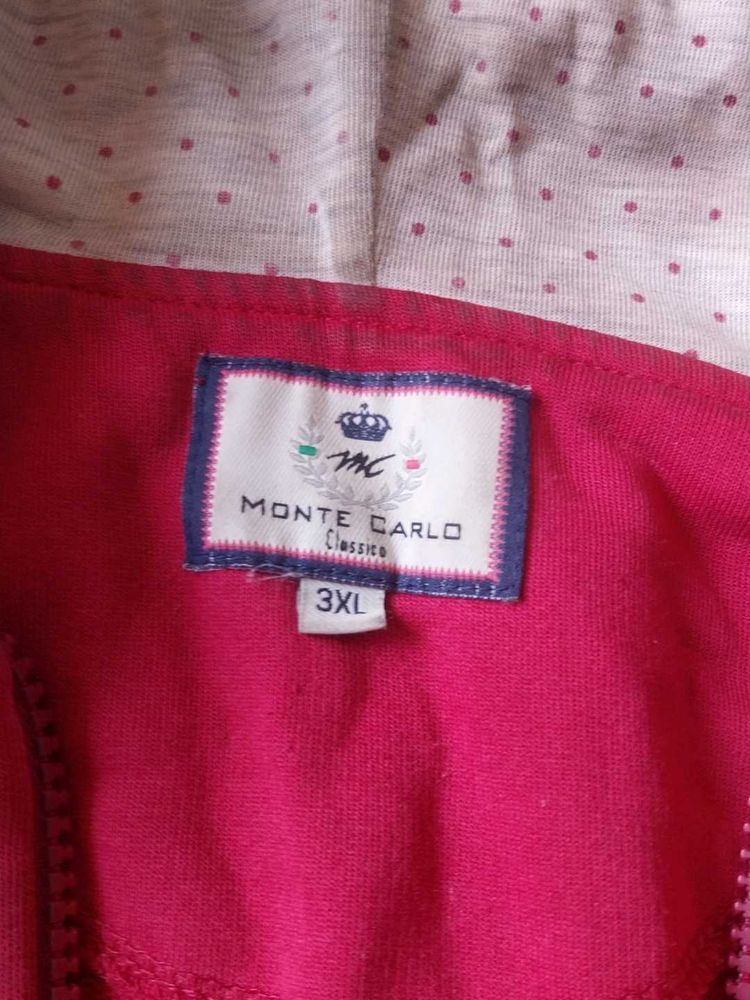 MC
MONTE CARLO
Classico
3XL